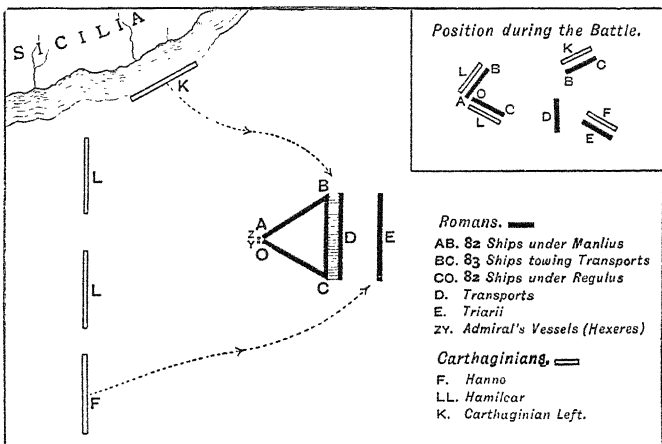 SICILIA
K
L
L
F
B
A
Z
Y
O
D
E
C
Position during the Battle.
K
L
B
C
B
O
A
C
L
D
F
E
Romans.
AB. 82 Ships under Manlius
BC. 83 Ships towing Transports
CO. 82 Ships under Regulus
D. Transports
E. Triarii
ZY. Admiral's Vessels (Hexeres)
Carthaginians.
F. Hanno
LL. Hamilcar
K. Carthaginian Left.